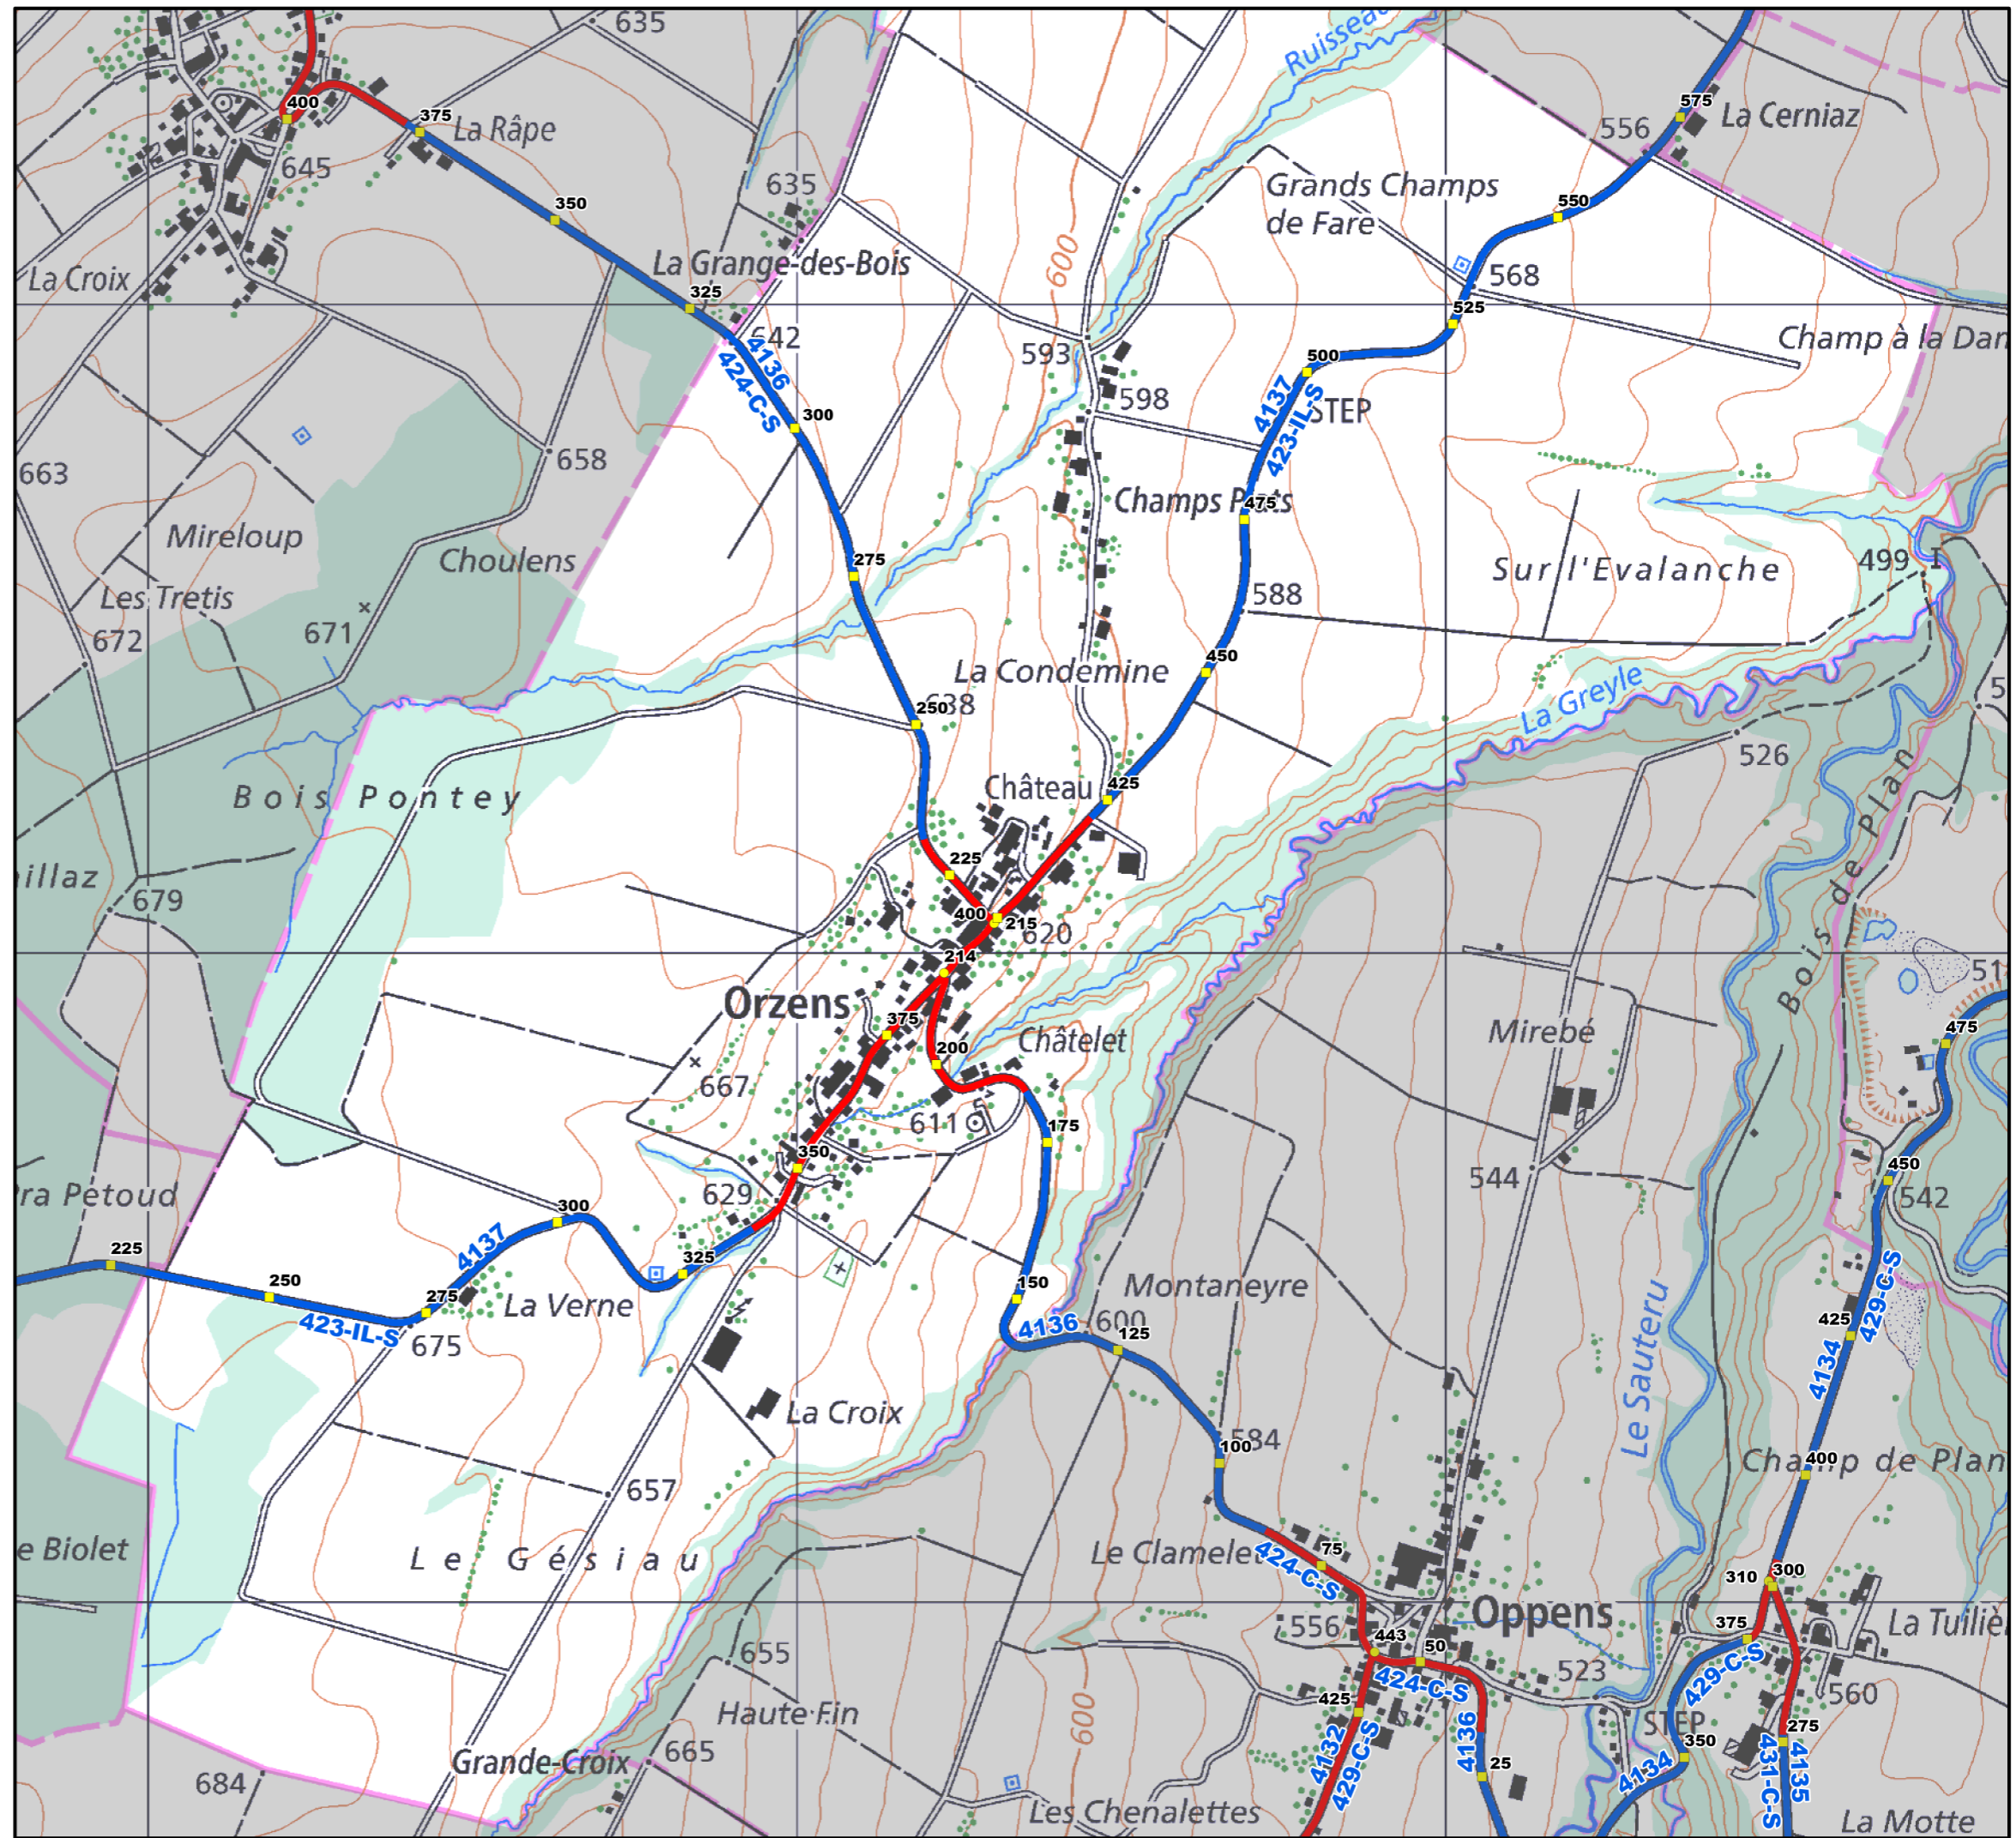 635
Ruisseau
400
375
La Râpe
575
La Cerniaz
556
645
635
Grands Champs
de Fare
350
550
La Croix
La Grange-des-Bois
600
568
325
525
642
4136
424-C-S
593
500
Champ à la Dam
598
4137
423-IL-S
STEP
300
658
663
475
Mireloup
Choulens
275
Sur l'Evalanche
499
Les Tretis
671
672
588
La Condemine
450
La Greyle
250
526
Bois Pontey
Château
425
illaz
679
225
400
215
620
214
Bois de Plan
51
Orzens
375
Châtelet
200
Mirebé
475
667
611
175
350
450
544
542
ra Petoud
629
300
225
4137
325
250
275
La Verne
150
Montaneyre
423-IL-S
675
4136
600
125
Le Sauteru
429-C-S
425
4134
La Croix
584
100
400
Champ de Plan
657
e Biolet
Le Gésiau
Le Clamelet
75
424-C-S
310
300
556
Oppens
375
La Tuiliè
443
50
655
424-C-S
523
429-C-S
560
425
Haute Fin
STEP
4132
429-C-S
4136
25
350
4134
275
4135
431-C-S
Grande-Croix
665
684
600
Les Chenalettes
La Motte